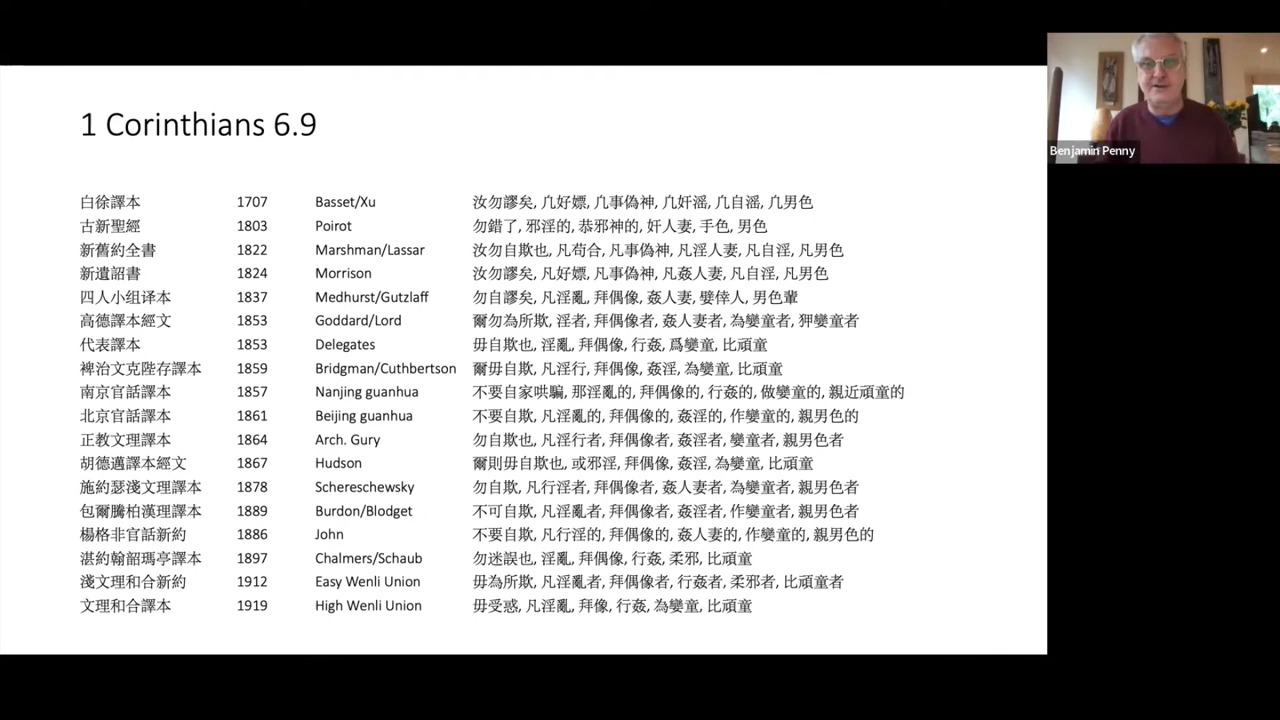 1 Corinthians 6.9
Benjamin Penny
白徐譯本 1707 Basset/Xu 汝勿謬矣, 凢好嫖, 凢事偽神, 凢奸滛, 凢自滛, 凢男色
古新聖經 1803 Poirot 勿錯了, 邪淫的, 恭邪神的, 奸人妻, 手色, 男色
新舊約全書 1822 Marshman/Lassar 汝勿自欺也, 凡苟合, 凡事偽神, 凡淫人妻, 凡自淫, 凡男色
新遺詔書 1824 Morrison 汝勿謬矣, 凡好嫖, 凡事偽神, 凡姦人妻, 凡自淫, 凡男色
四人小组译本 1837 Medhurst/Gutzlaff 勿自謬矣, 凡淫亂, 拜偶像, 姦人妻, 嬖倖人, 男色輩
高德譯本經文 1853 Goddard/Lord 爾勿為所欺, 淫者, 拜偶像者, 姦人妻者, 為孌童者, 狎孌童者
代表譯本 1853 Delegates 毋自欺也, 淫亂, 拜偶像, 行姦, 爲孌童, 比頑童
裨治文克陛存譯本 1859 Bridgman/Cuthbertson 爾毋自欺, 凡淫行, 拜偶像, 姦淫, 為孌童, 比頑童
南京官話譯本 1857 Nanjing guanhua 不要自家哄騙, 那淫亂的, 拜偶像的, 行姦的, 做孌童的, 親近頑童的
北京官話譯本 1861 Beijing guanhua 不要自欺, 凡淫亂的, 拜偶像的, 姦淫的, 作孌童的, 親男色的
正教文理譯本 1864 Arch. Gury 勿自欺也, 凡淫行者, 拜偶像者, 姦淫者, 孌童者, 親男色者
胡德邁譯本經文 1867 Hudson 爾則毋自欺也, 或邪淫, 拜偶像, 姦淫, 為孌童, 比頑童
施約瑟淺文理譯本 1878 Schereschewsky 勿自欺, 凡行淫者, 拜偶像者, 姦人妻者, 為孌童者, 親男色者
包爾騰柏漢理譯本 1889 Burdon/Blodget 不可自欺, 凡淫亂者, 拜偶像者, 姦淫者, 作孌童者, 親男色者
楊格非官話新約 1886 John 不要自欺, 凡行淫的, 拜偶像的, 姦人妻的, 作孌童的, 親男色的
湛約翰韶瑪亭譯本 1897 Chalmers/Schaub 勿迷誤也, 淫亂, 拜偶像, 行姦, 柔邪, 比頑童
淺文理和合新約 1912 Easy Wenli Union 毋為所欺, 凡淫亂者, 拜偶像者, 行姦者, 柔邪者, 比頑童者
文理和合譯本 1919 High Wenli Union 毋受惑, 凡淫亂, 拜像, 行姦, 為孌童, 比頑童